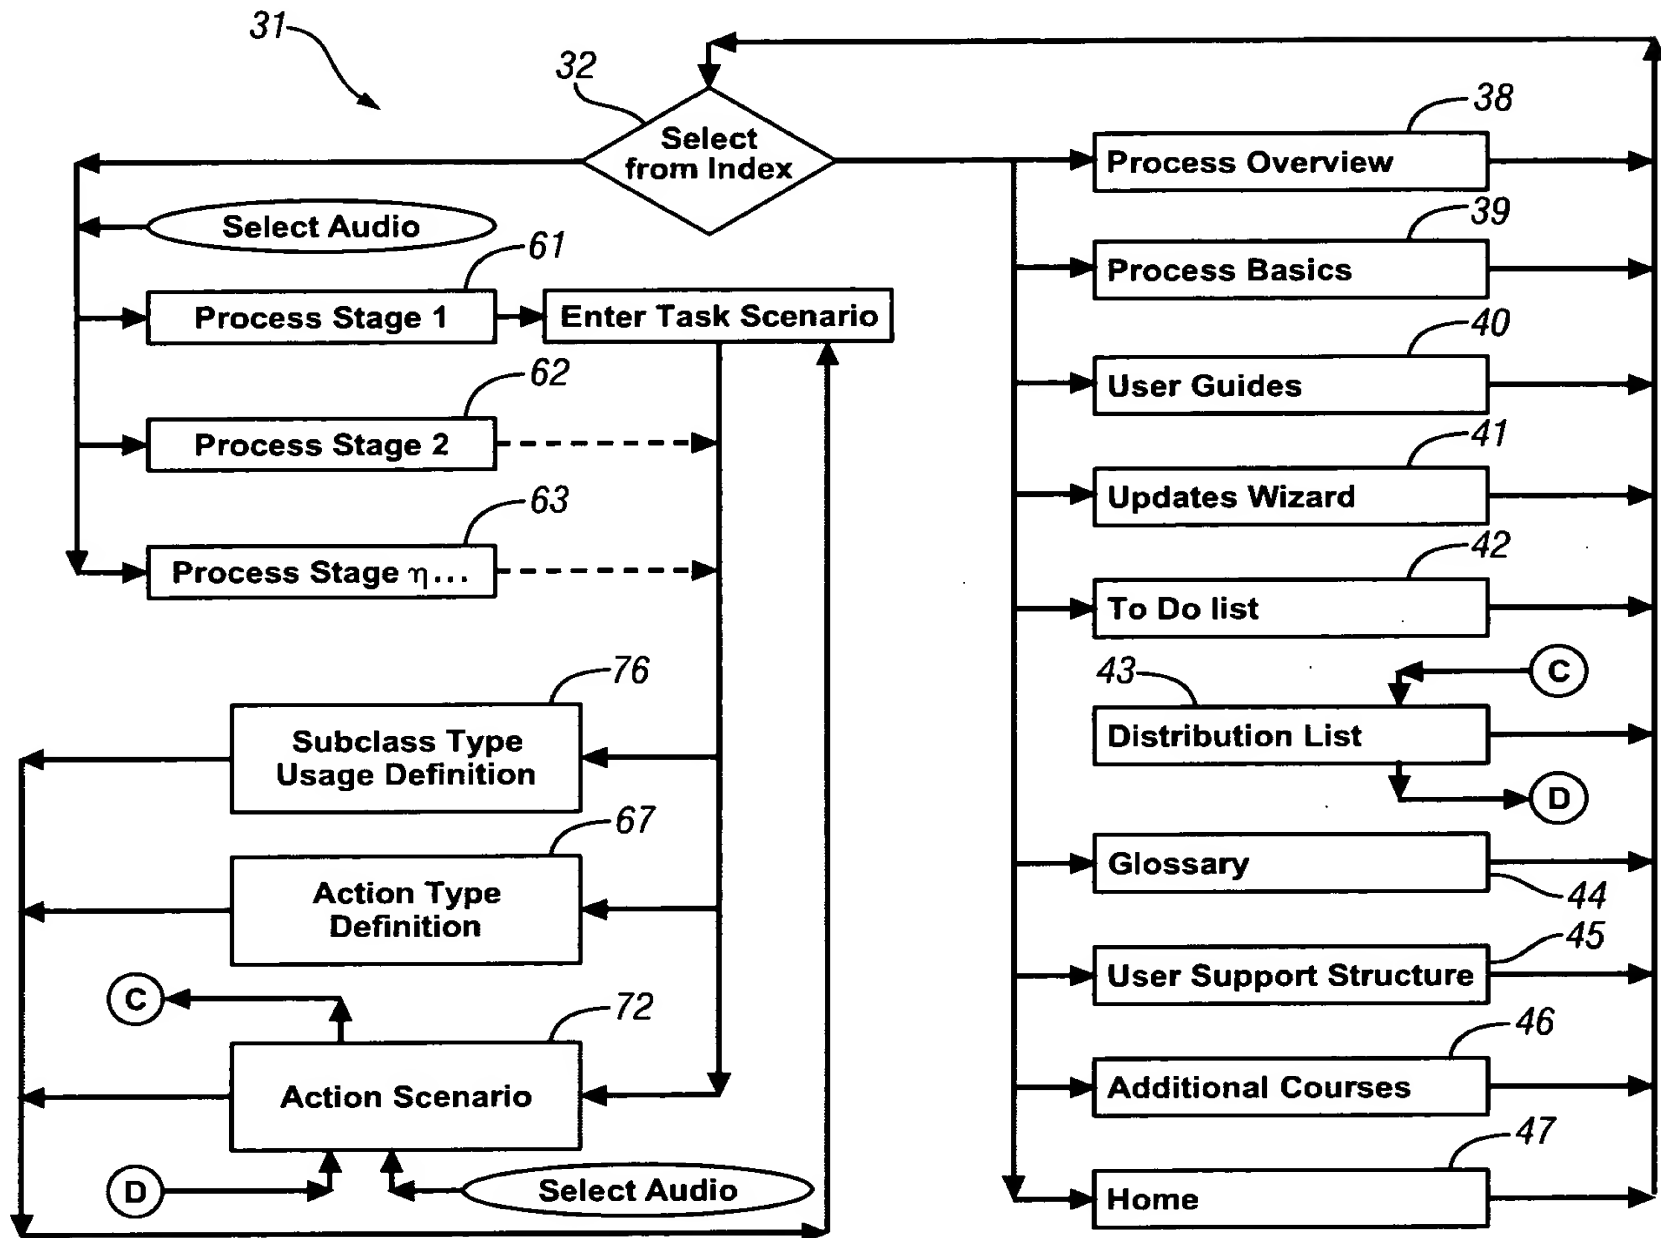 31
32
Select
from Index
38
Process Overview
Select Audio
39
Process Basics
61
Process Stage 1
Enter Task Scenario
40
User Guides
62
Process Stage 2
41
Updates Wizard
63
Process Stage η...
42
To Do list
43
C
Distribution List
D
76
Subclass Type
Usage Definition
67
Action Type
Definition
Glossary
44
45
User Support Structure
C
72
Action Scenario
46
Additional Courses
D
Select Audio
47
Home